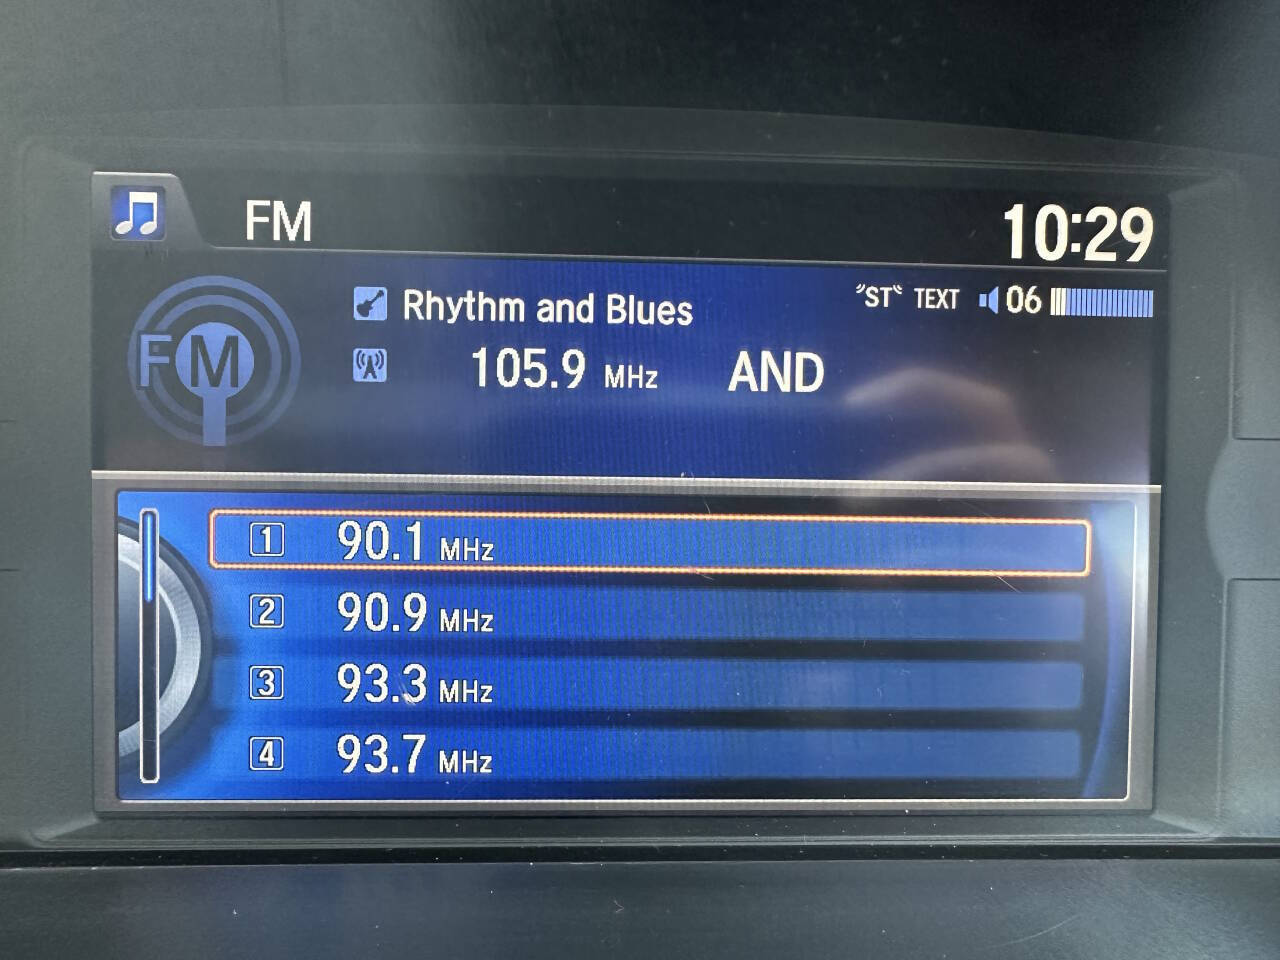 FM
10:29
FM
Rhythm and Blues
"ST" TEXT 06
105.9 MHz AND
1 90.1 MHz
2 90.9 MHz
3 93.3 MHz
4 93.7 MHz